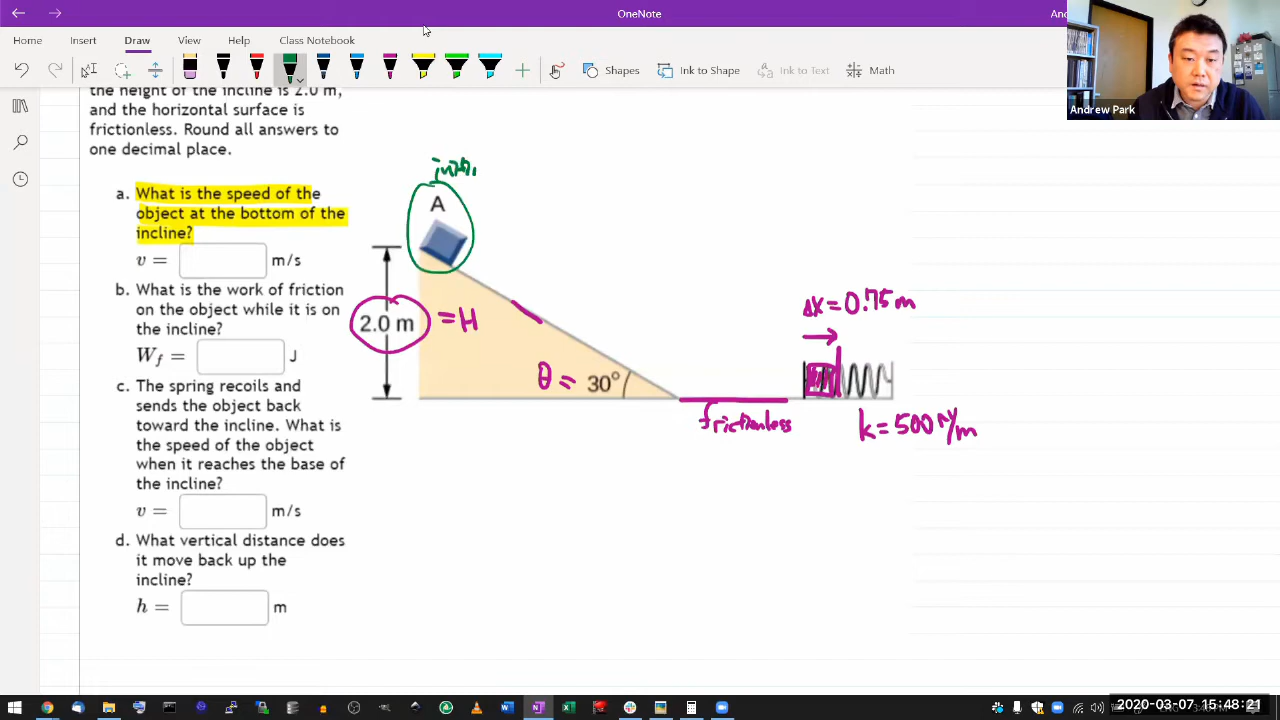 OneNote
And
Home Insert Draw View Help Class Notebook
Shapes Ink to Shape Ink to Text Math
Andrew Park
the height of the incline is 2.0 m,
and the horizontal surface is
frictionless. Round all answers to
one decimal place.
a. What is the speed of the
object at the bottom of the
incline?
v = m/s
b. What is the work of friction
on the object while it is on
the incline?
W_f = J
c. The spring recoils and
sends the object back
toward the incline. What is
the speed of the object
when it reaches the base of
the incline?
v = m/s
d. What vertical distance does
it move back up the
incline?
h = m
A
2.0 m = H
θ = 30°
frictionless
Δx = 0.75 m
k = 500 N/m
2020-03-07 15:48:21